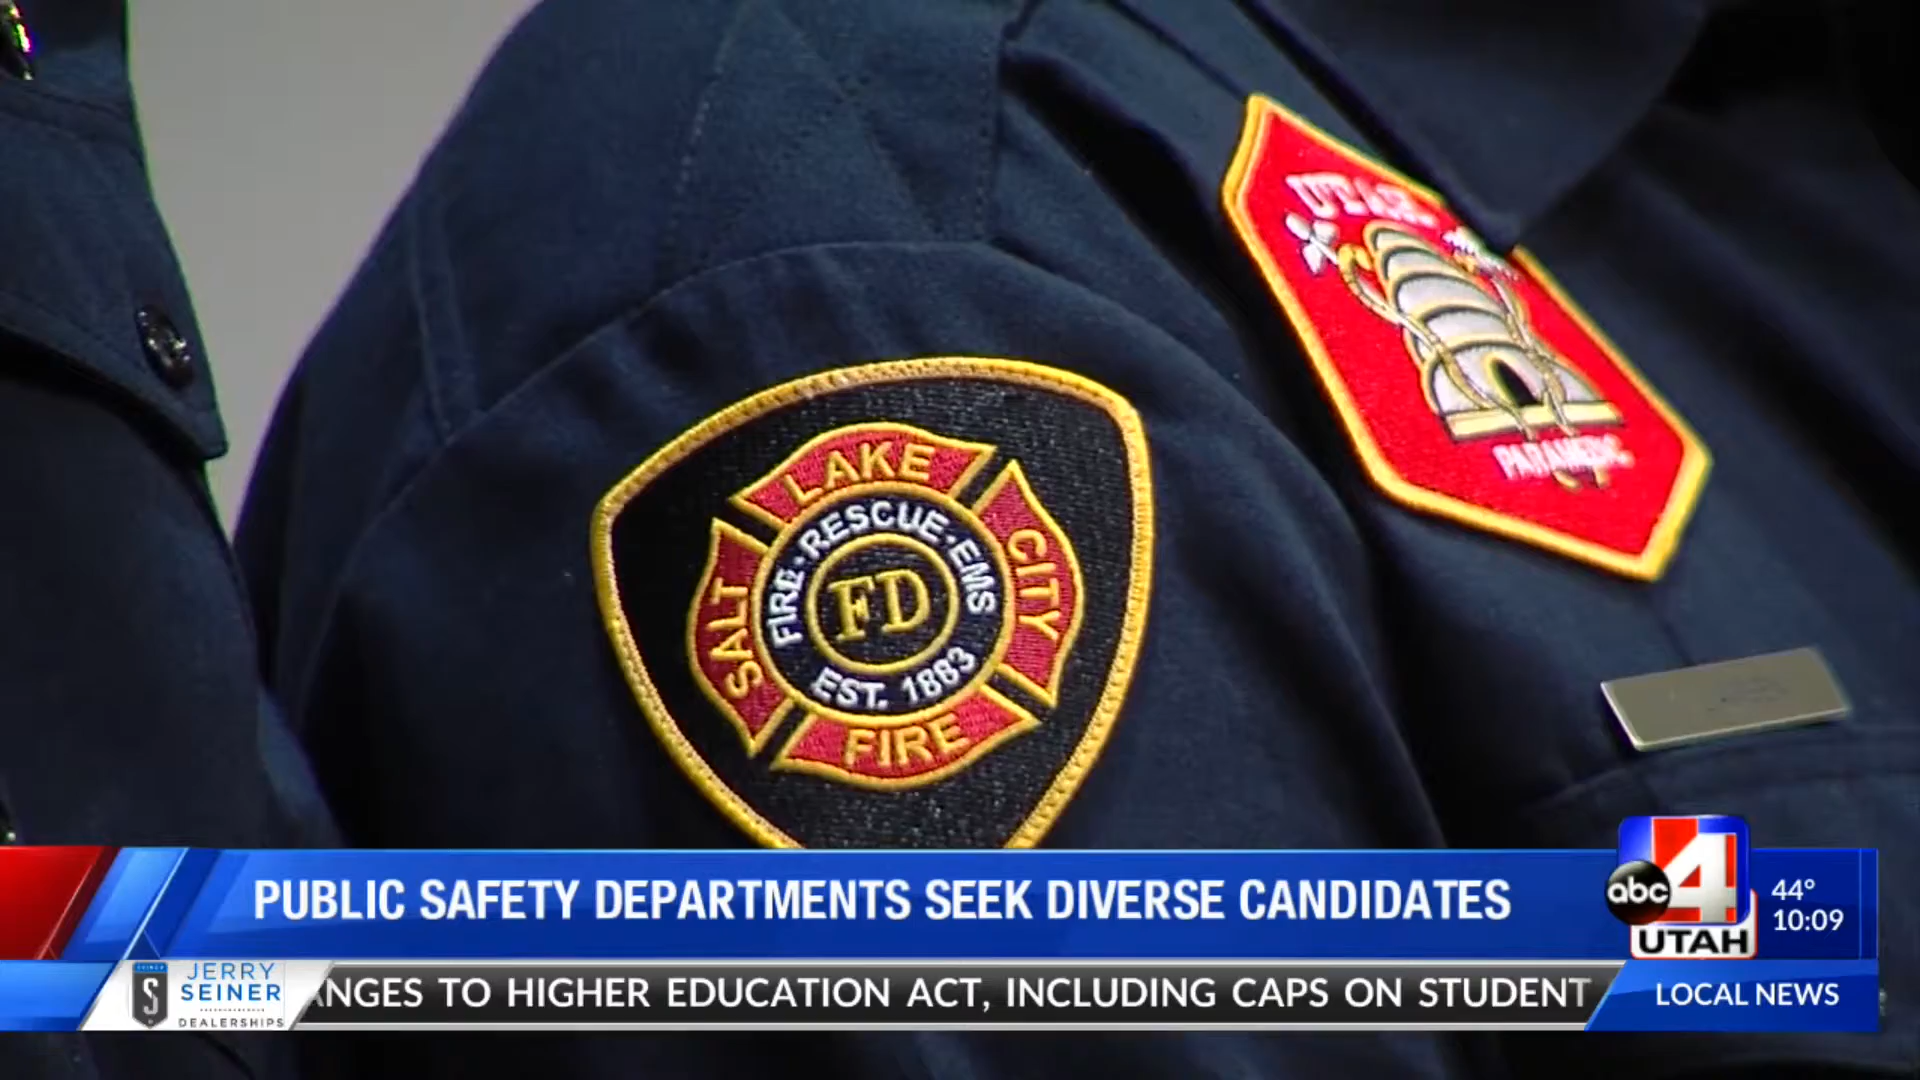 UTAH
PARAMEDIC
SALT
LAKE
CITY
FIRE
FIRE · RESCUE · EMS
FD
EST. 1883
PUBLIC SAFETY DEPARTMENTS SEEK DIVERSE CANDIDATES
abc
4
UTAH
44°
10:09
SEINER
S
JERRY
SEINER
DEALERSHIPS
ANGES TO HIGHER EDUCATION ACT, INCLUDING CAPS ON STUDENT
LOCAL NEWS